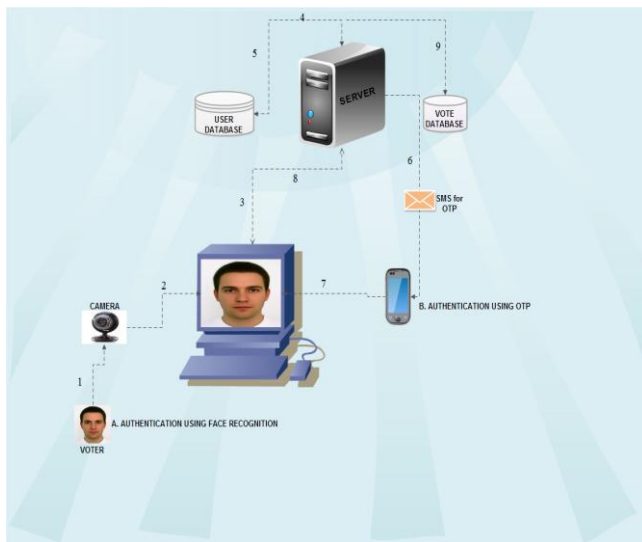 4
5
9
SERVER
USER
DATABASE
VOTE
DATABASE
6
8
SMS for
OTP
3
CAMERA
2
7
B. AUTHENTICATION USING OTP
1
A. AUTHENTICATION USING FACE RECOGNITION
VOTER